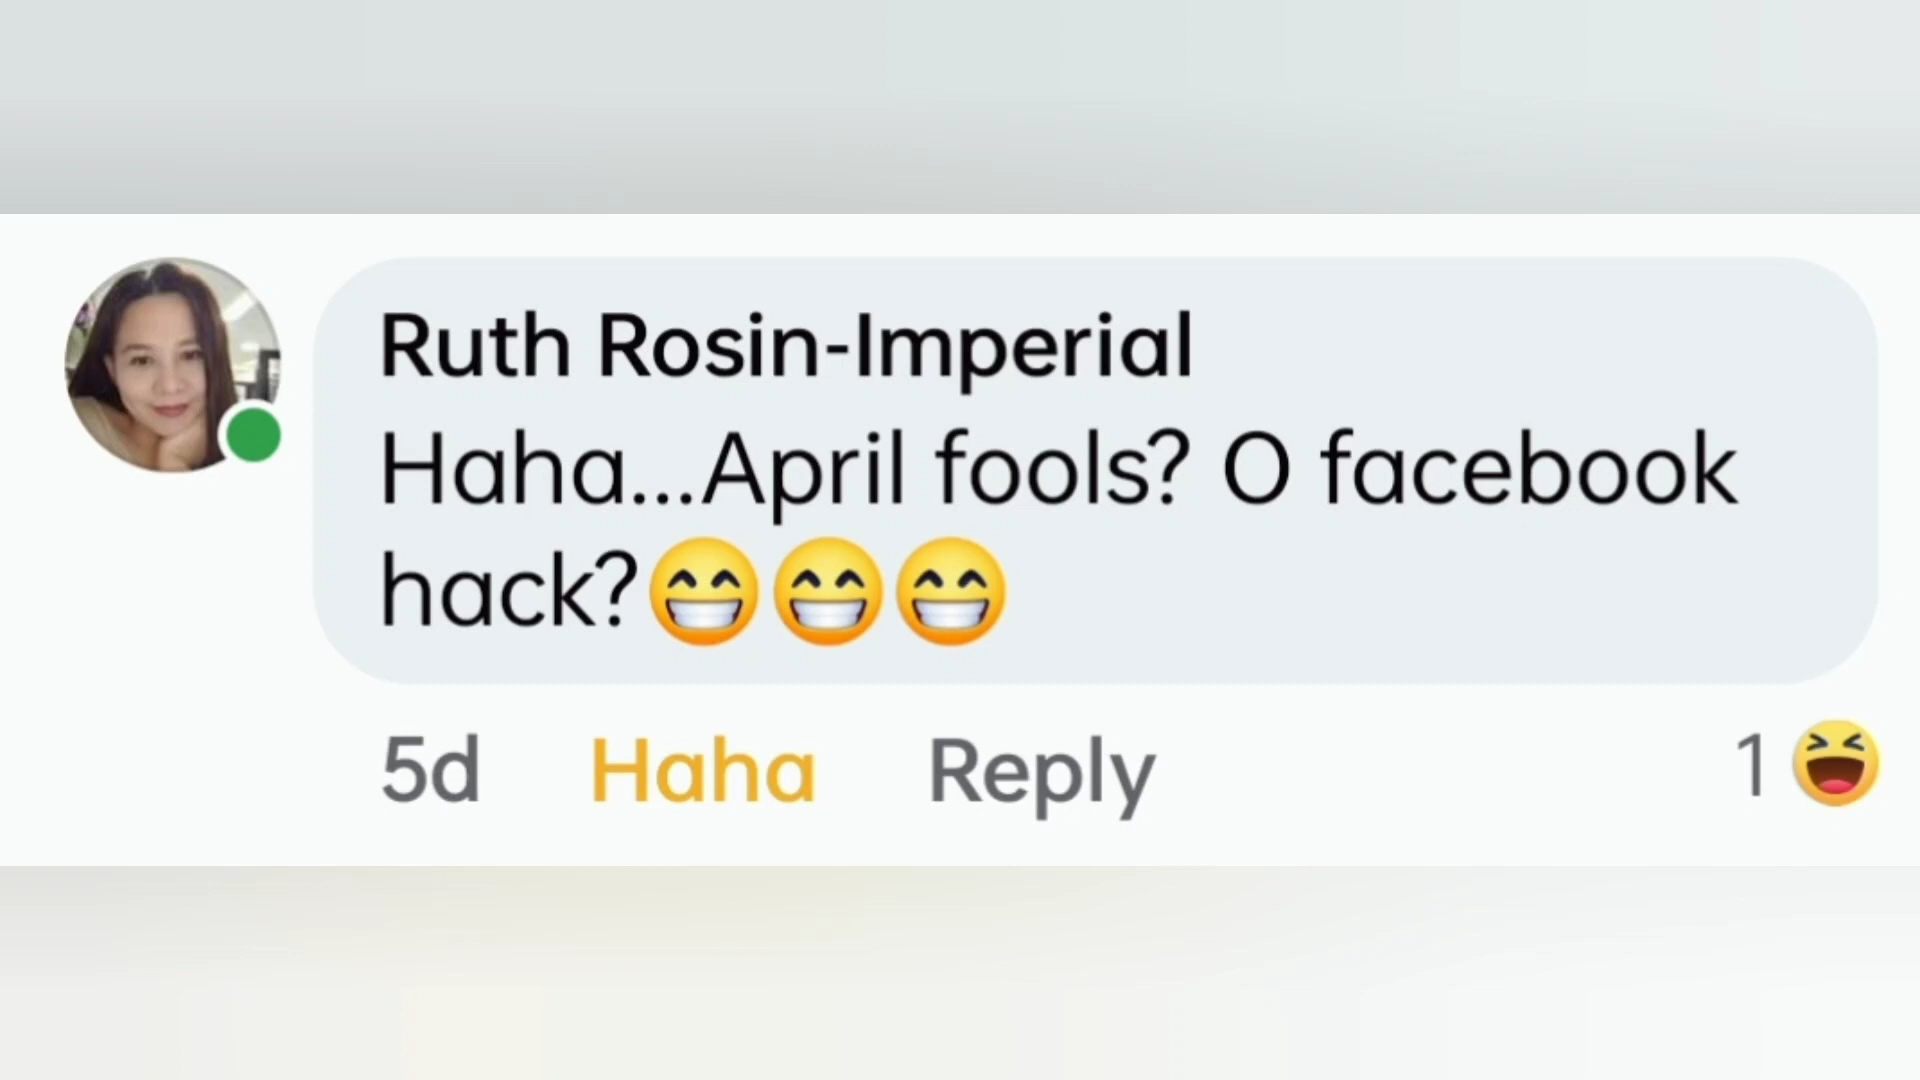 Ruth Rosin-Imperial
Haha...April fools? O facebook
hack?😁😁😁
5d Haha Reply 1 😆